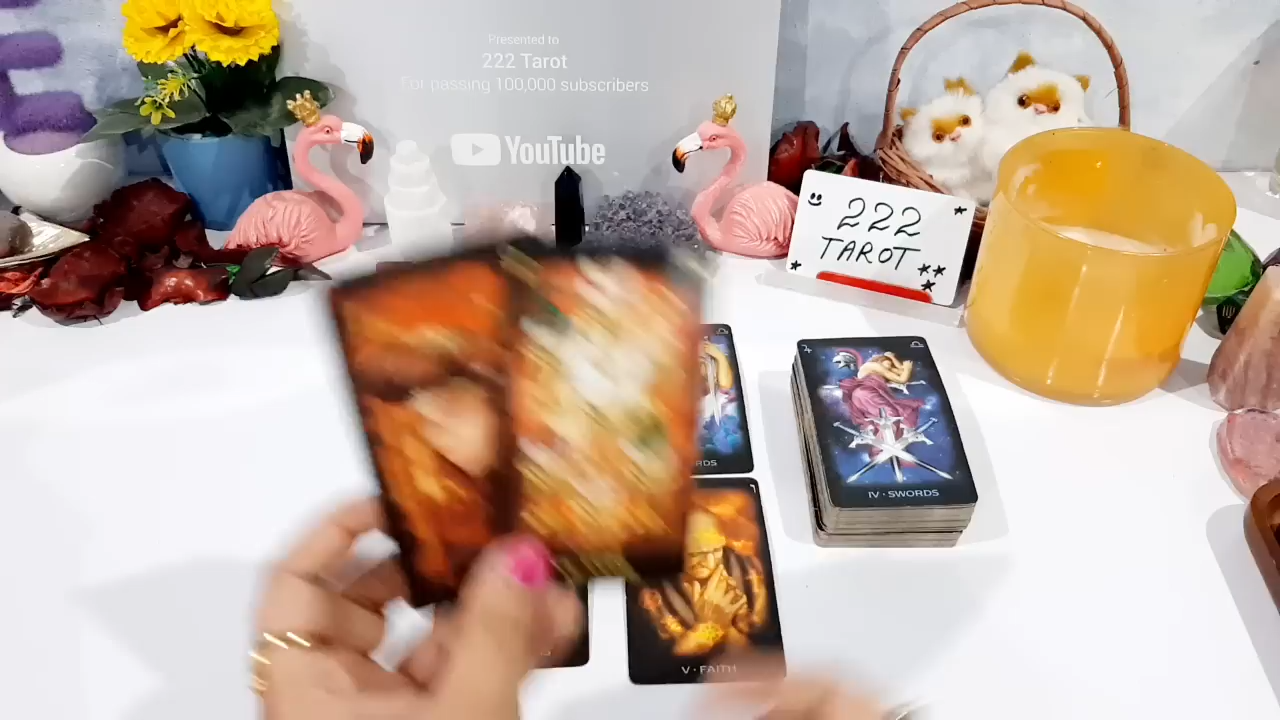 Presented to
222 Tarot
For passing 100,000 subscribers
YouTube
222
TAROT
IV · SWORDS
V · FAITH